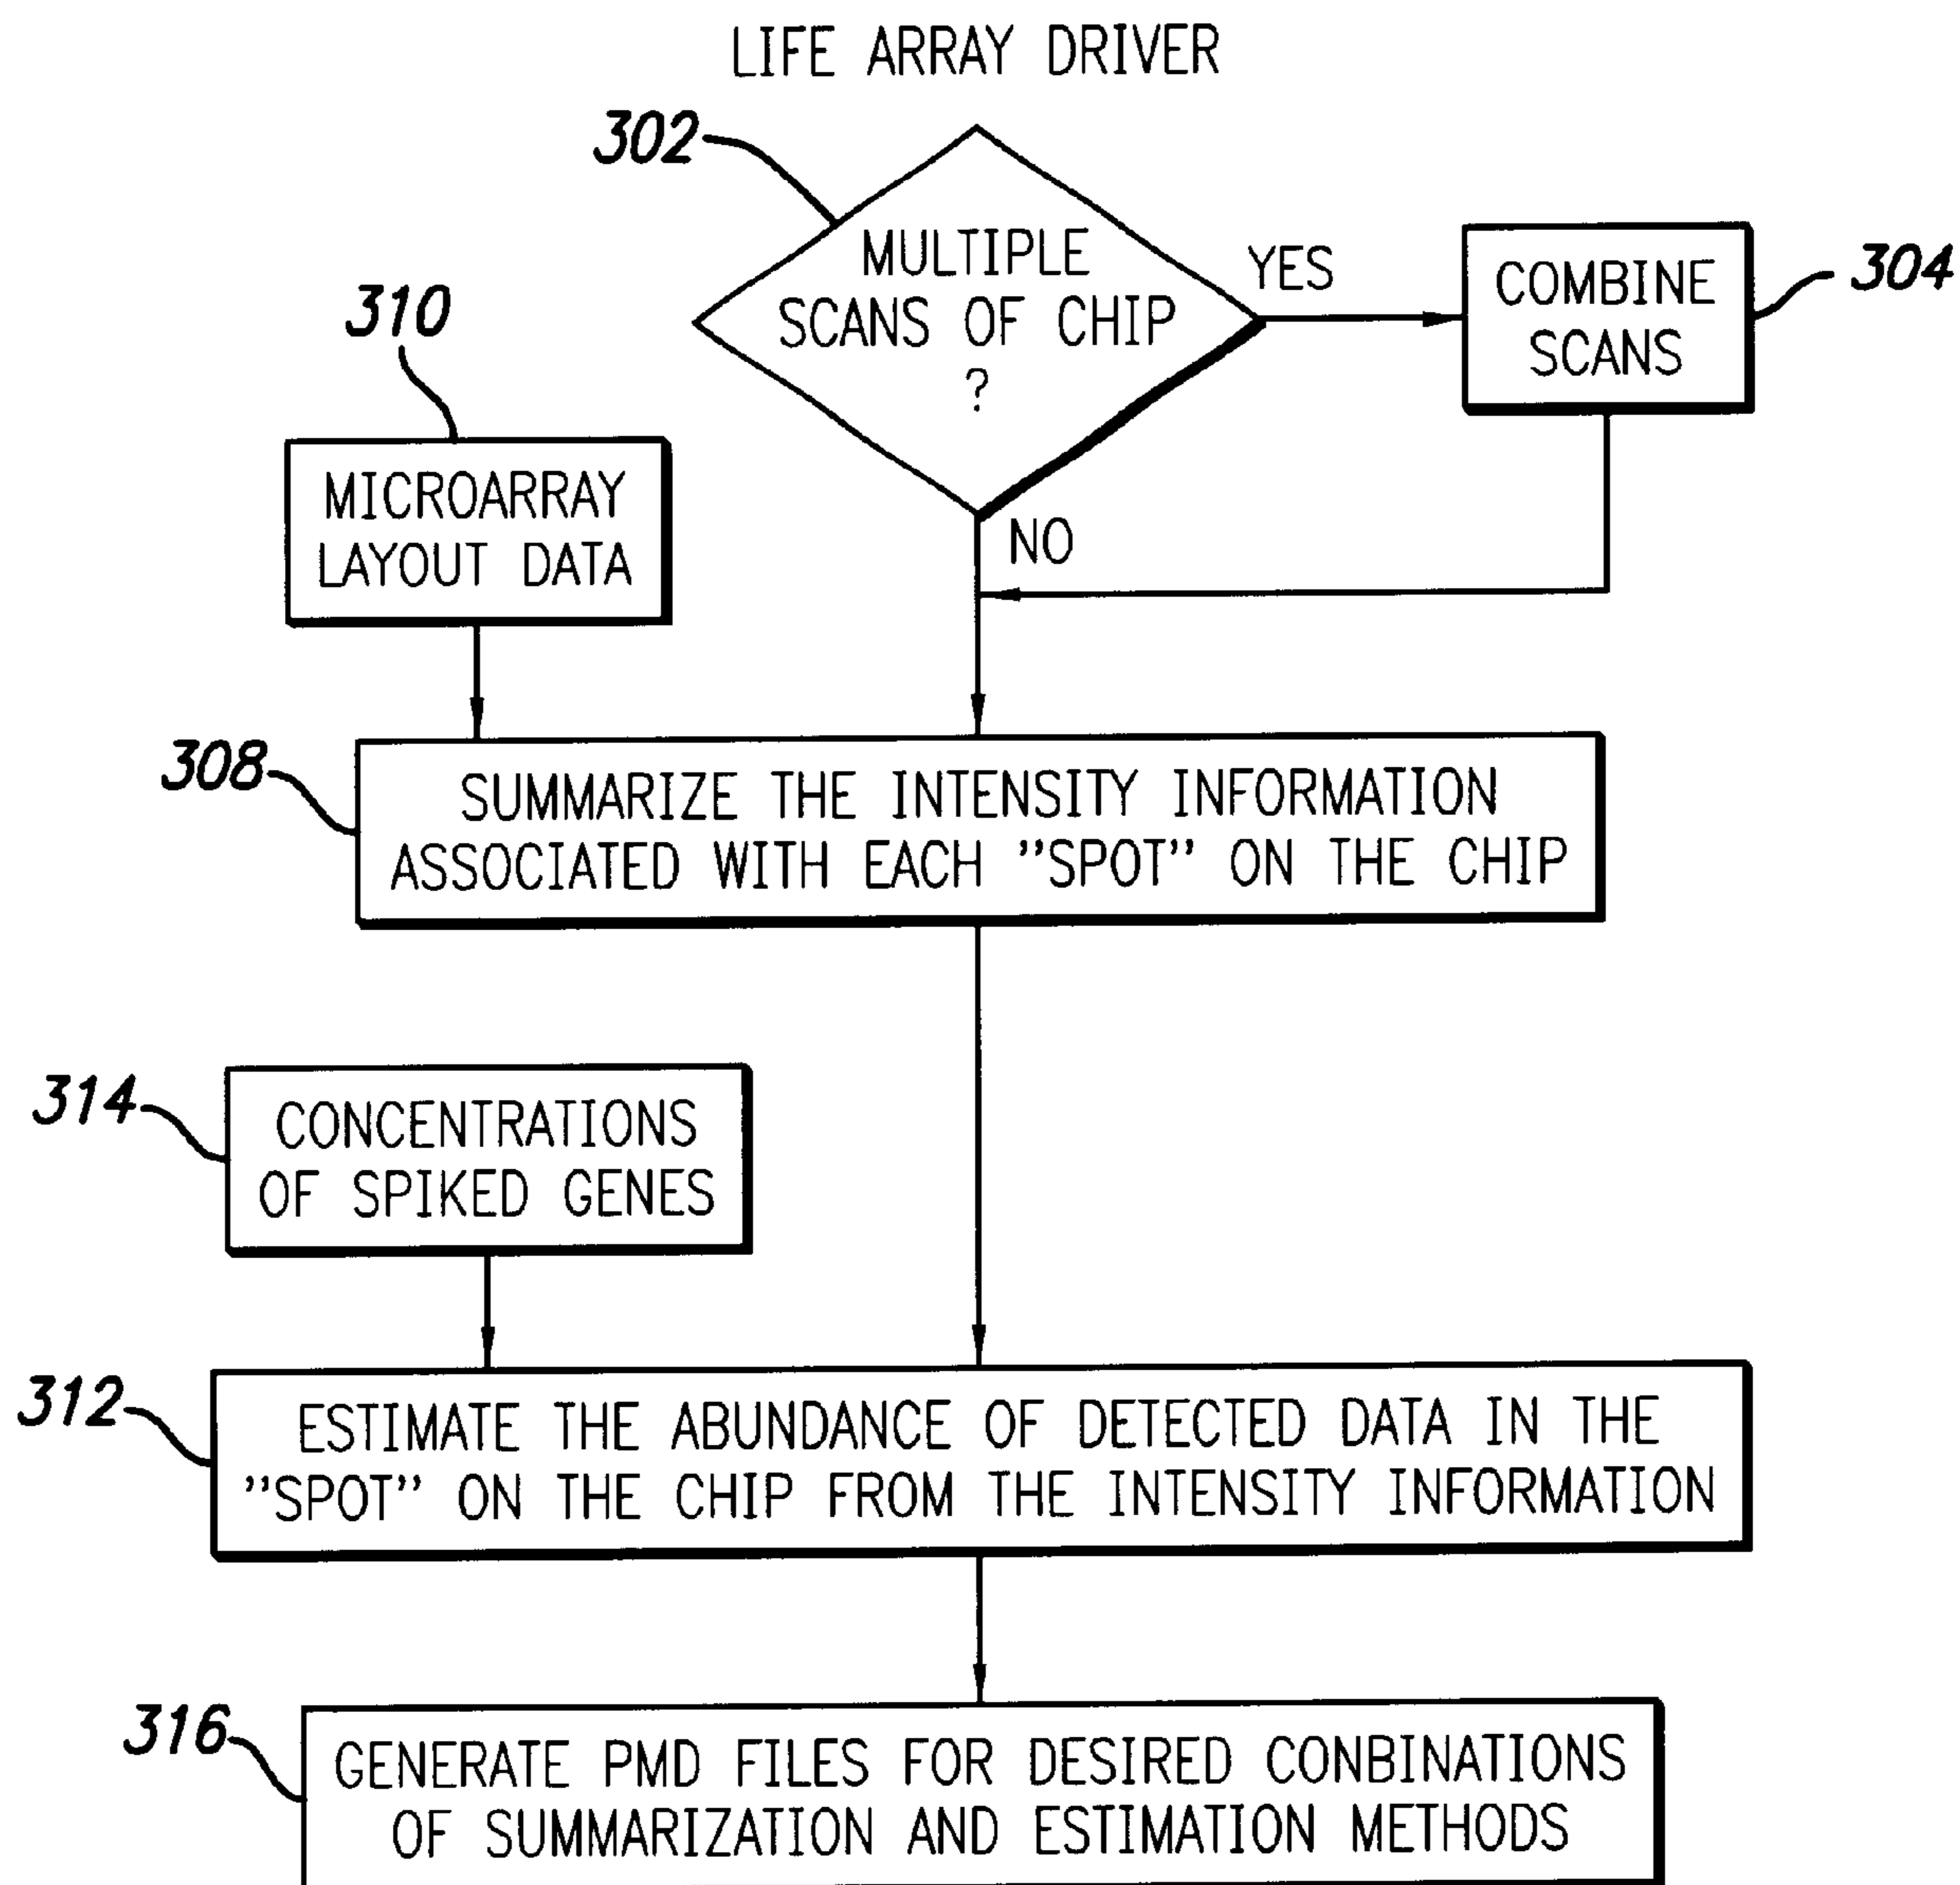 LIFE ARRAY DRIVER
302
MULTIPLE
SCANS OF CHIP
?
YES
COMBINE
SCANS
304
NO
310
MICROARRAY
LAYOUT DATA
308
SUMMARIZE THE INTENSITY INFORMATION
ASSOCIATED WITH EACH "SPOT" ON THE CHIP
314
CONCENTRATIONS
OF SPIKED GENES
312
ESTIMATE THE ABUNDANCE OF DETECTED DATA IN THE
"SPOT" ON THE CHIP FROM THE INTENSITY INFORMATION
316
GENERATE PMD FILES FOR DESIRED CONBINATIONS
OF SUMMARIZATION AND ESTIMATION METHODS